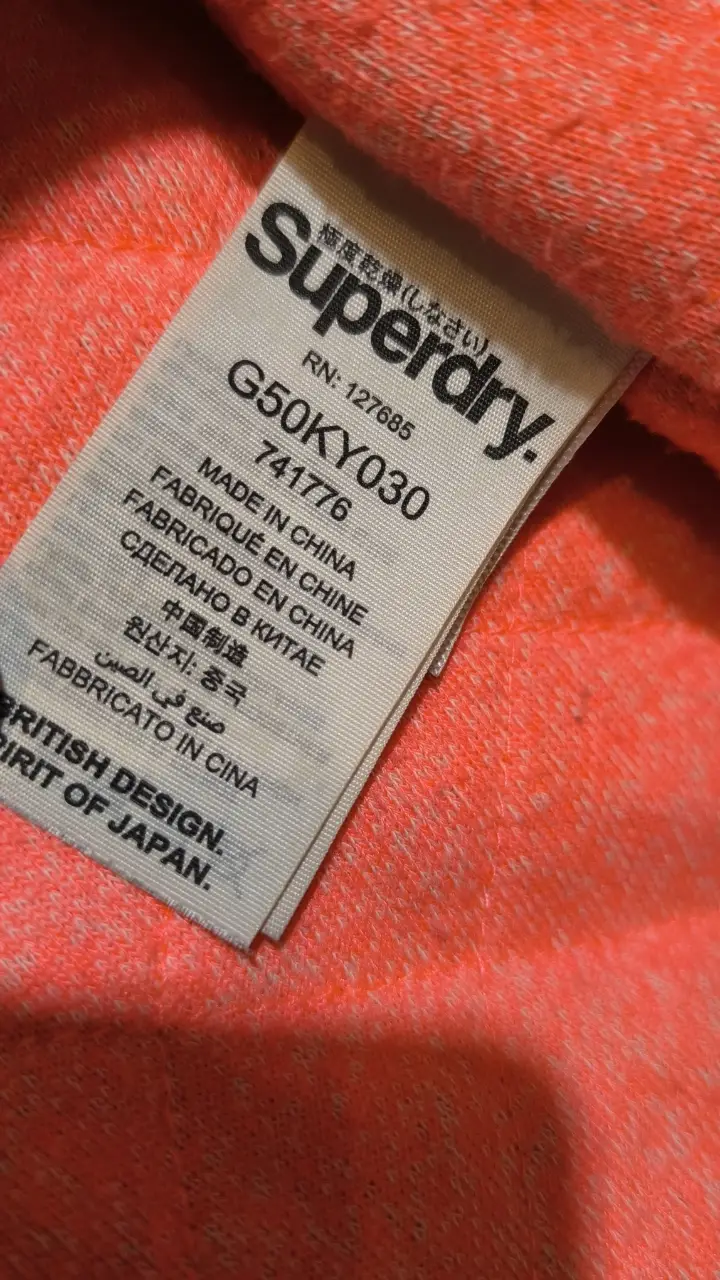 極度乾燥(しなさい)
Superdry.
RN: 127685
G50KY030
741776
MADE IN CHINA
FABRIQUÉ EN CHINE
FABRICADO EN CHINA
СДЕЛАНО В КИТАЕ
中国制造
원산지: 중국
صنع في الصين
FABBRICATO IN CINA
BRITISH DESIGN.
PIRIT OF JAPAN.